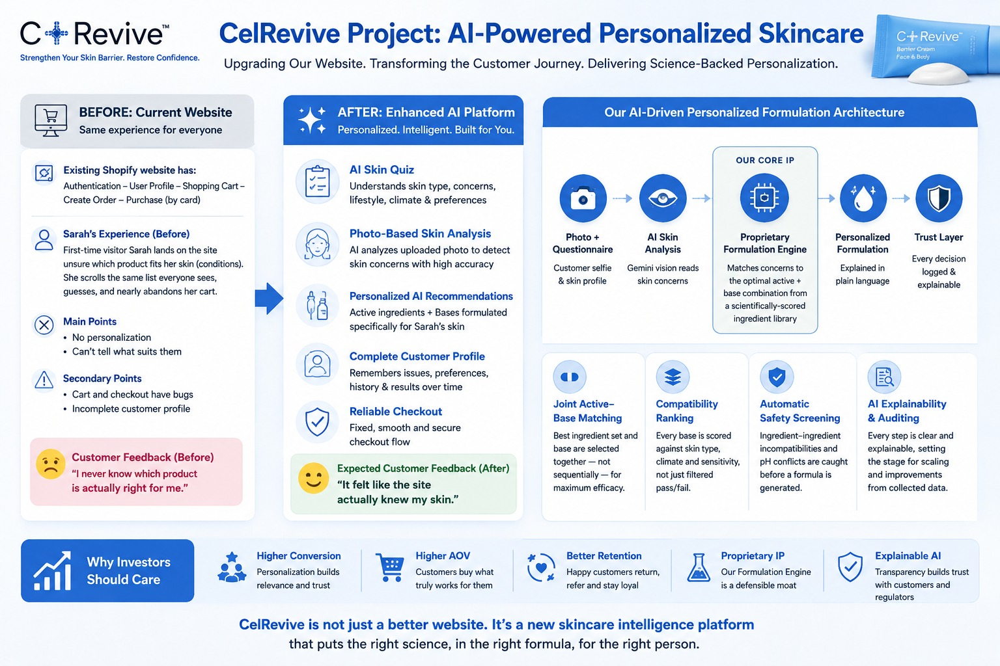 C Revive™
Strengthen Your Skin Barrier. Restore Confidence.
CelRevive Project: AI-Powered Personalized Skincare
Upgrading Our Website. Transforming the Customer Journey. Delivering Science-Backed Personalization.
C Revive™
Barrier Cream
Face & Body
BEFORE: Current Website
Same experience for everyone
Existing Shopify website has:
Authentication – User Profile – Shopping Cart –
Create Order – Purchase (by card)
Sarah's Experience (Before)
First-time visitor Sarah lands on the site
unsure which product fits her skin (conditions).
She scrolls the same list everyone sees,
guesses, and nearly abandons her cart.
Main Points
• No personalization
• Can't tell what suits them
Secondary Points
• Cart and checkout have bugs
• Incomplete customer profile
Customer Feedback (Before)
“I never know which product
is actually right for me.”
AFTER: Enhanced AI Platform
Personalized. Intelligent. Built for You.
AI Skin Quiz
Understands skin type, concerns,
lifestyle, climate & preferences
Photo-Based Skin Analysis
AI analyzes uploaded photo to detect
skin concerns with high accuracy
Personalized AI Recommendations
Active ingredients + Bases formulated
specifically for Sarah's skin
Complete Customer Profile
Remembers issues, preferences,
history & results over time
Reliable Checkout
Fixed, smooth and secure
checkout flow
Expected Customer Feedback (After)
“It felt like the site
actually knew my skin.”
Our AI-Driven Personalized Formulation Architecture
Photo +
Questionnaire
Customer selfie
& skin profile
AI Skin
Analysis
Gemini vision reads
skin concerns
OUR CORE IP
Proprietary
Formulation Engine
Matches concerns to
the optimal active +
base combination from
a scientifically-scored
ingredient library
Personalized
Formulation
Explained in
plain language
Trust Layer
Every decision
logged &
explainable
Joint Active–
Base Matching
Best ingredient set and
base are selected
together — not
sequentially — for
maximum efficacy.
Compatibility
Ranking
Every base is scored
against skin type,
climate and sensitivity,
not just filtered
pass/fail.
Automatic
Safety Screening
Ingredient–ingredient
incompatibilities and
pH conflicts are caught
before a formula is
generated.
AI Explainability
& Auditing
Every step is clear and
explainable, setting
the stage for scaling
and improvements
from collected data.
Why Investors
Should Care
Higher Conversion
Personalization builds
relevance and trust
Higher AOV
Customers buy what
truly works for them
Better Retention
Happy customers return,
refer and stay loyal
Proprietary IP
Our Formulation Engine
is a defensible moat
Explainable AI
Transparency builds trust
with customers and
regulators
CelRevive is not just a better website. It's a new skincare intelligence platform
that puts the right science, in the right formula, for the right person.